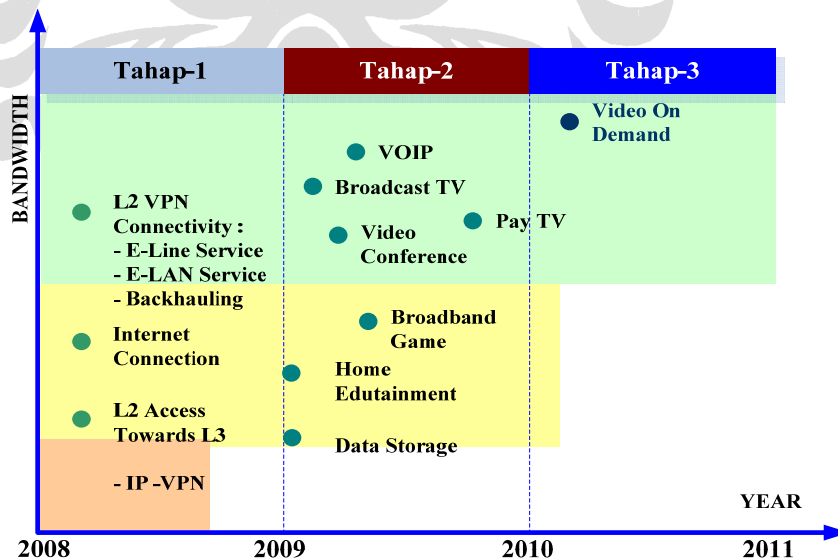 Tahap-1
Tahap-2
Tahap-3
BANDWIDTH
L2 VPN
Connectivity :
- E-Line Service
- E-LAN Service
- Backhauling
Internet
Connection
L2 Access
Towards L3
- IP -VPN
VOIP
Broadcast TV
Video
Conference
Pay TV
Broadband
Game
Home
Edutainment
Data Storage
Video On
Demand
YEAR
2008
2009
2010
2011